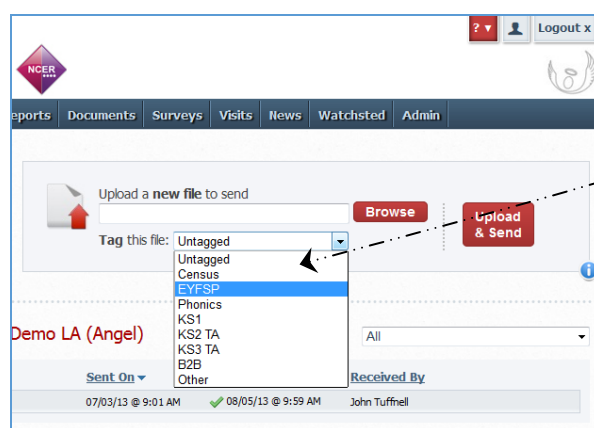 ? ▾ Logout x
NCER
eports Documents Surveys Visits News Watchsted Admin
Upload a new file to send
Browse
Upload & Send
Tag this file: Untagged
Untagged
Census
EYFSP
Phonics
KS1
KS2 TA
KS3 TA
B2B
Other
i
Demo LA (Angel)
All
Sent On ▾ Received By
07/03/13 @ 9:01 AM 08/05/13 @ 9:59 AM John Tuffnell